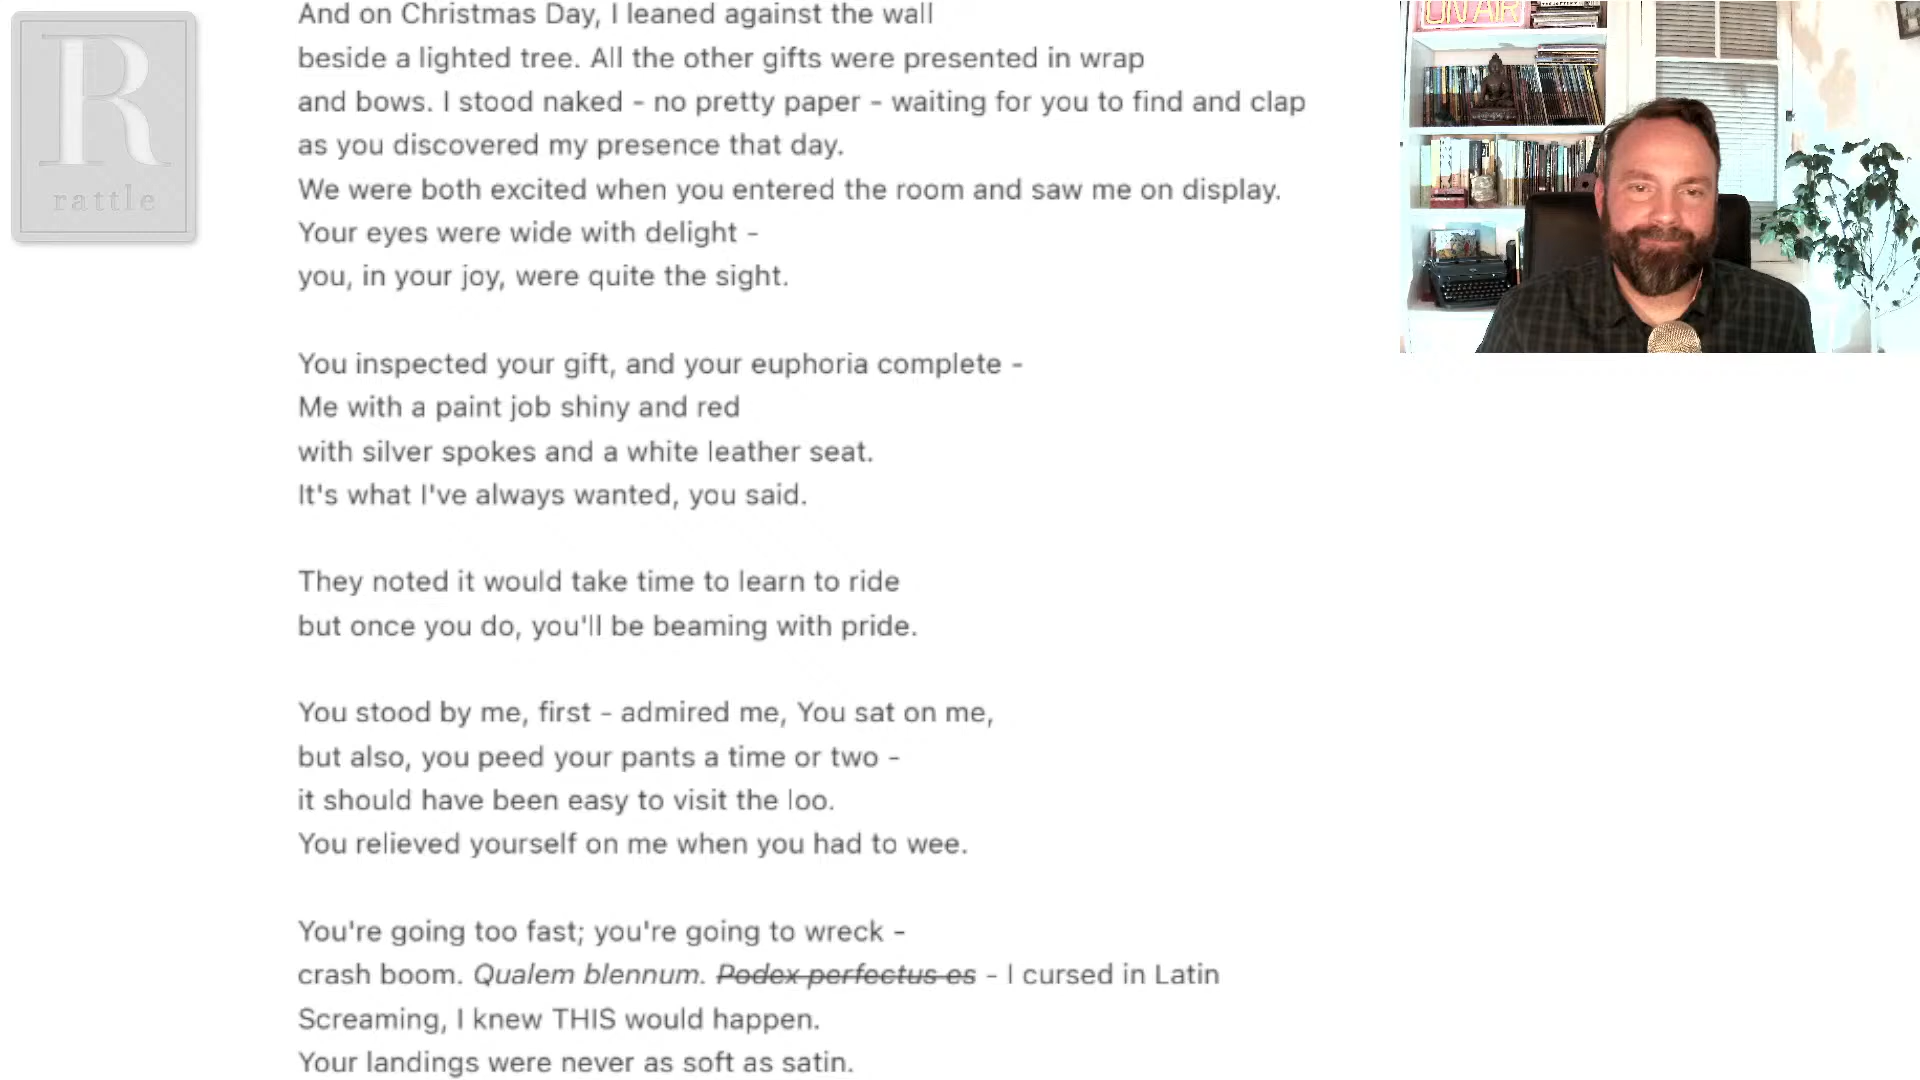 R
rattle
And on Christmas Day, I leaned against the wall
beside a lighted tree. All the other gifts were presented in wrap
and bows. I stood naked - no pretty paper - waiting for you to find and clap
as you discovered my presence that day.
We were both excited when you entered the room and saw me on display.
Your eyes were wide with delight -
you, in your joy, were quite the sight.
You inspected your gift, and your euphoria complete -
Me with a paint job shiny and red
with silver spokes and a white leather seat.
It's what I've always wanted, you said.
They noted it would take time to learn to ride
but once you do, you'll be beaming with pride.
You stood by me, first - admired me, You sat on me,
but also, you peed your pants a time or two -
it should have been easy to visit the loo.
You relieved yourself on me when you had to wee.
You're going too fast; you're going to wreck -
crash boom. Qualem blennum. Podex perfectus es - I cursed in Latin
Screaming, I knew THIS would happen.
Your landings were never as soft as satin.
ON AIR